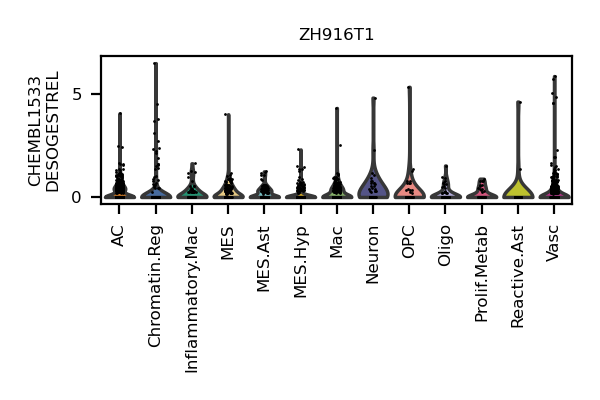 ZH916T1
CHEMBL1533
DESOGESTREL
5
0
AC
Chromatin.Reg
Inflammatory.Mac
MES
MES.Ast
MES.Hyp
Mac
Neuron
OPC
Oligo
Prolif.Metab
Reactive.Ast
Vasc